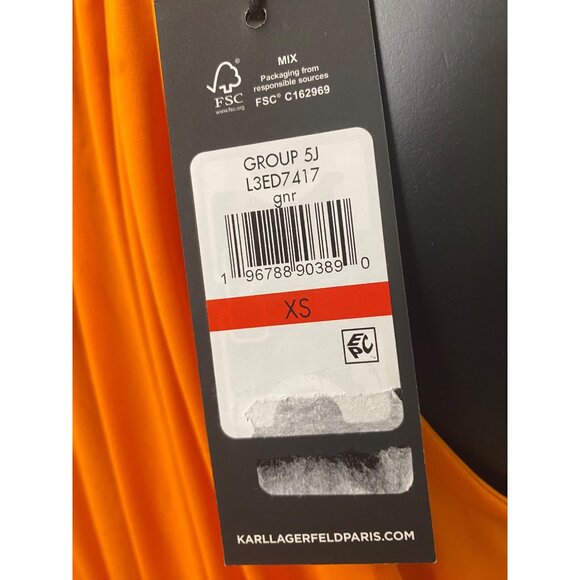 MIX
Packaging from
responsible sources
FSC® C162969
FSC
www.fsc.org
GROUP 5J
L3ED7417
gnr
1 96788 90389 0
XS
EPC
KARLLAGERFELDPARIS.COM